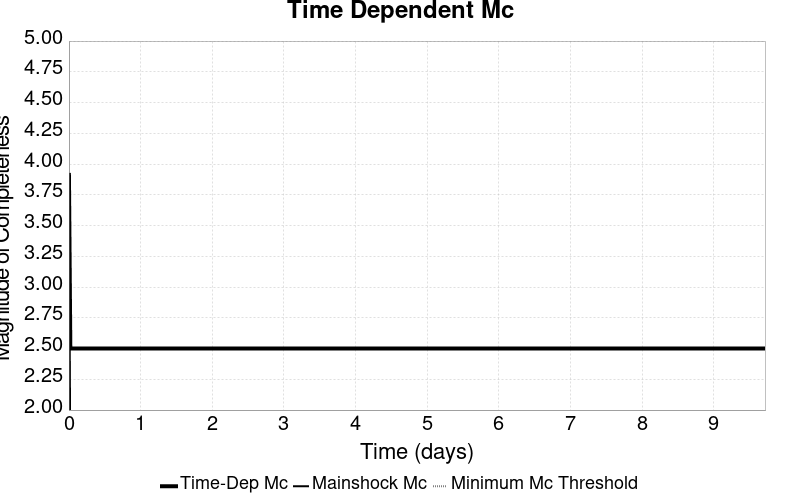 Time Dependent Mc
5.00
4.75
4.50
4.25
4.00
3.75
3.50
3.25
3.00
2.75
2.50
2.25
2.00
Magnitude of Completeness
0 1 2 3 4 5 6 7 8 9
Time (days)
Time-Dep Mc Mainshock Mc Minimum Mc Threshold